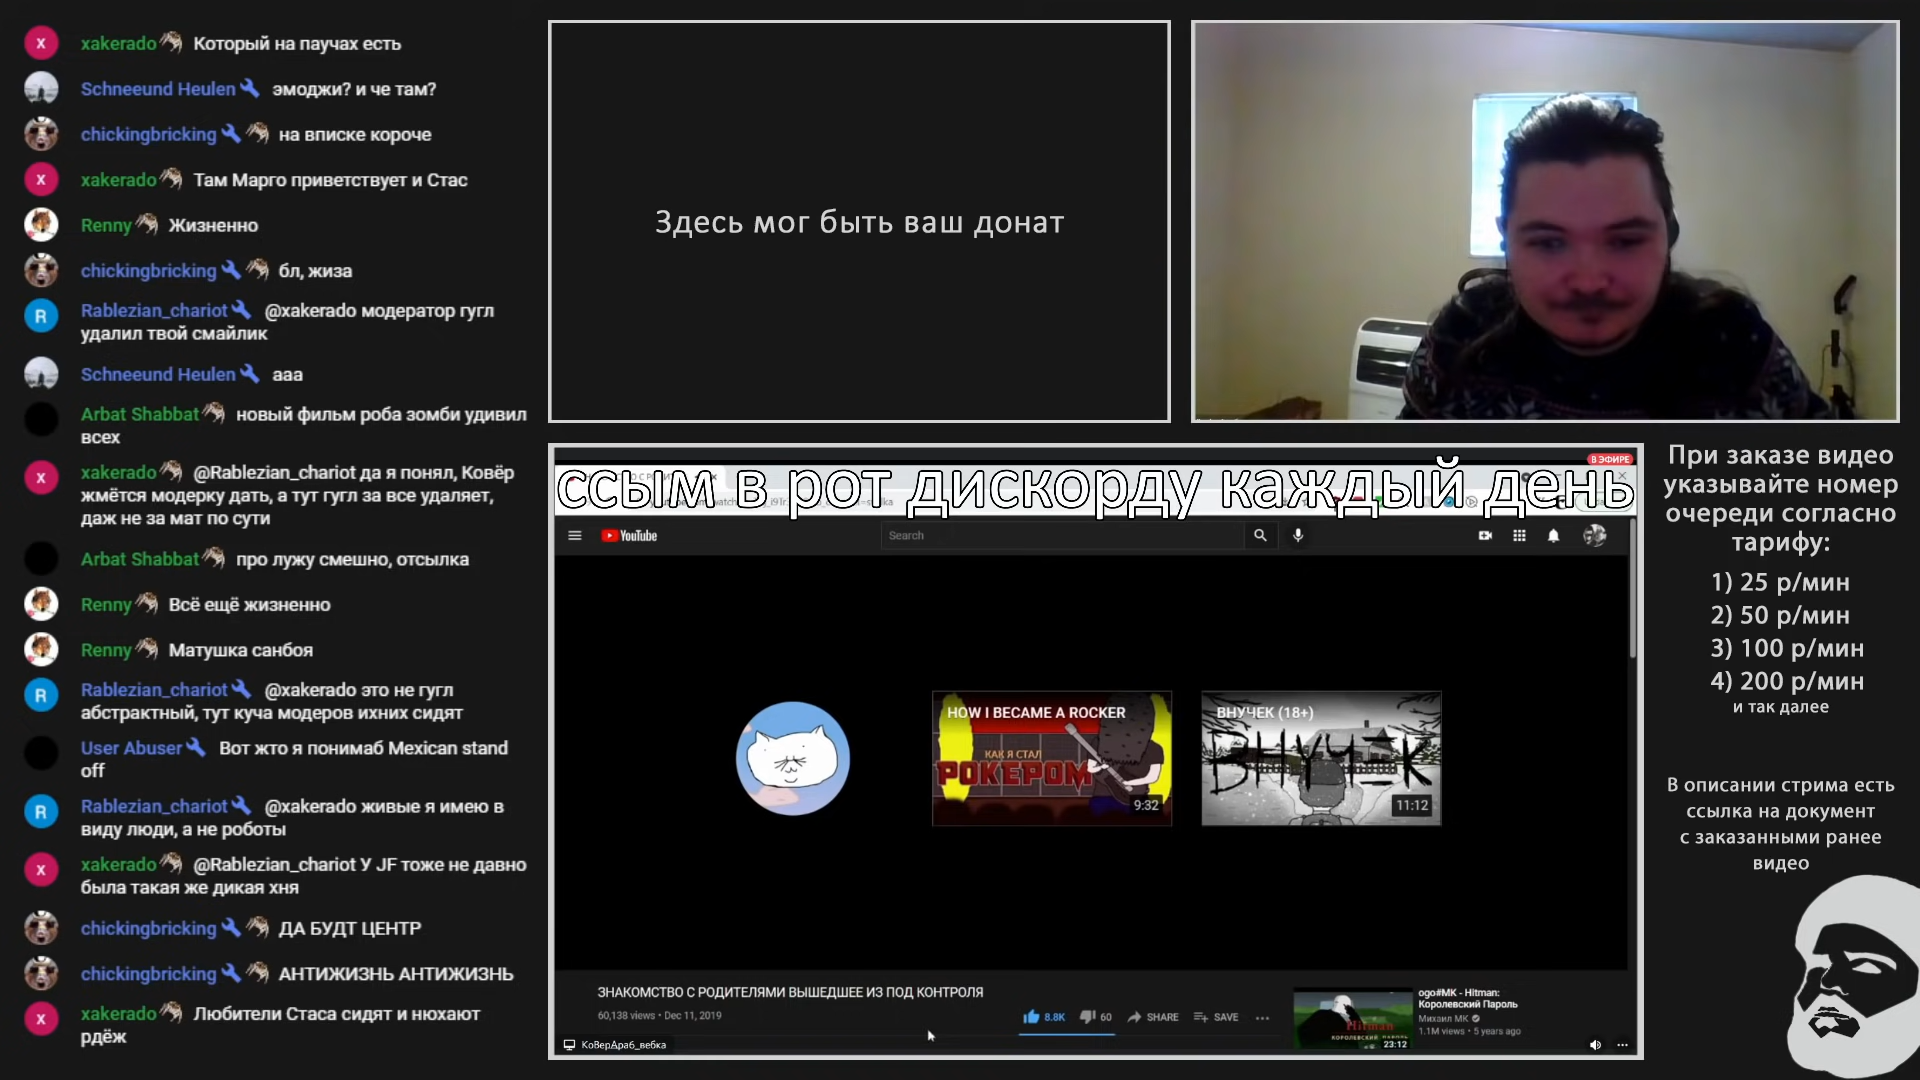 xakerado Который на паучах есть
Schneeund Heulen эмоджи? и че там?
chickingbricking на вписке короче
xakerado Там Марго приветствует и Стас
Renny Жизненно
chickingbricking бл, жиза
Rablezian_chariot @xakerado модератор гугл
удалил твой смайлик
Schneeund Heulen ааа
Arbat Shabbat новый фильм роба зомби удивил
всех
xakerado @Rablezian_chariot да я понял, Ковёр
жмётся модерку дать, а тут гугл за все удаляет,
даж не за мат по сути
Arbat Shabbat про лужу смешно, отсылка
Renny Всё ещё жизненно
Renny Матушка санбоя
Rablezian_chariot @xakerado это не гугл
абстрактный, тут куча модеров ихних сидят
User Abuser Вот жто я понимаб Mexican stand
off
Rablezian_chariot @xakerado живые я имею в
виду люди, а не роботы
xakerado @Rablezian_chariot У JF тоже не давно
была такая же дикая хня
chickingbricking ДА БУДТ ЦЕНТР
chickingbricking АНТИЖИЗНЬ АНТИЖИЗНЬ
xakerado Любители Стаса сидят и нюхают
рдёж
Здесь мог быть ваш донат
В ЭФИРЕ
ссым в рот дискорду каждый день
YouTube
Search
HOW I BECAME A ROCKER
КАК Я СТАЛ
РОКЕРОМ
9:32
ВНУЧЕК (18+)
ВНУЧЕК
11:12
ЗНАКОМСТВО С РОДИТЕЛЯМИ ВЫШЕДШЕЕ ИЗ ПОД КОНТРОЛЯ
60,138 views • Dec 11, 2019
8.8K 60 SHARE SAVE
ogo#МК - Hitman:
Королевский Пароль
Михаил МК
1.1M views • 5 years ago
Hitman
КОРОЛЕВСКИЙ ПАРОЛЬ
23:12
КоВерДраб_вебка
При заказе видео
указывайте номер
очереди согласно
тарифу:
1) 25 р/мин
2) 50 р/мин
3) 100 р/мин
4) 200 р/мин
и так далее
В описании стрима есть
ссылка на документ
с заказанными ранее
видео